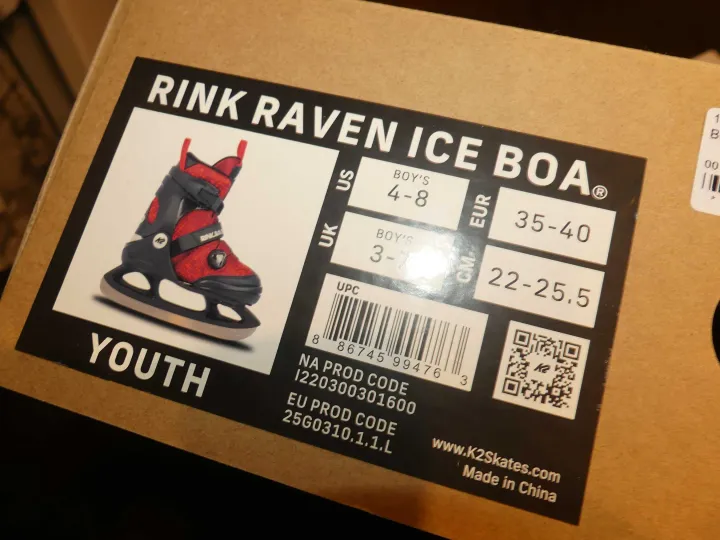 RINK RAVEN ICE BOA®
US
BOY'S
4-8
EUR
35-40
UK
BOY'S
3-
CM-
22-25.5
UPC
8 86745 99476 3
NA PROD CODE
I220300301600
EU PROD CODE
25G0310.1.1.L
YOUTH
www.K2Skates.com
Made in China
K2